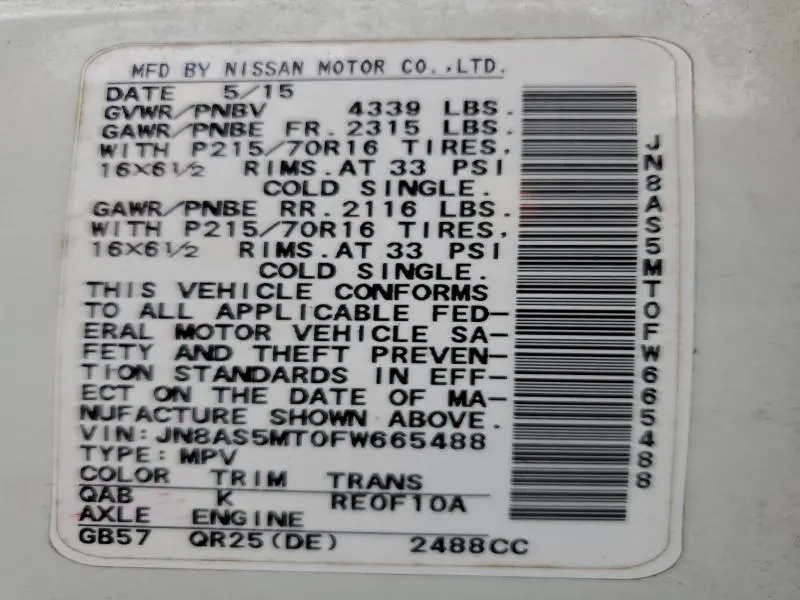 MFD BY NISSAN MOTOR CO.,LTD.
DATE 5/15
GVWR/PNBV 4339 LBS.
GAWR/PNBE FR. 2315 LBS.
WITH P215/70R16 TIRES,
16X6½ RIMS.AT 33 PSI
COLD SINGLE.
GAWR/PNBE RR. 2116 LBS.
WITH P215/70R16 TIRES,
16X6½ RIMS.AT 33 PSI
COLD SINGLE.
THIS VEHICLE CONFORMS
TO ALL APPLICABLE FED-
ERAL MOTOR VEHICLE SA-
FETY AND THEFT PREVEN-
TION STANDARDS IN EFF-
ECT ON THE DATE OF MA-
NUFACTURE SHOWN ABOVE.
VIN: JN8AS5MT0FW665488
TYPE: MPV
COLOR TRIM TRANS
QAB K RE0F10A
AXLE ENGINE
GB57 QR25(DE) 2488CC
JN8AS5MT0FW665488